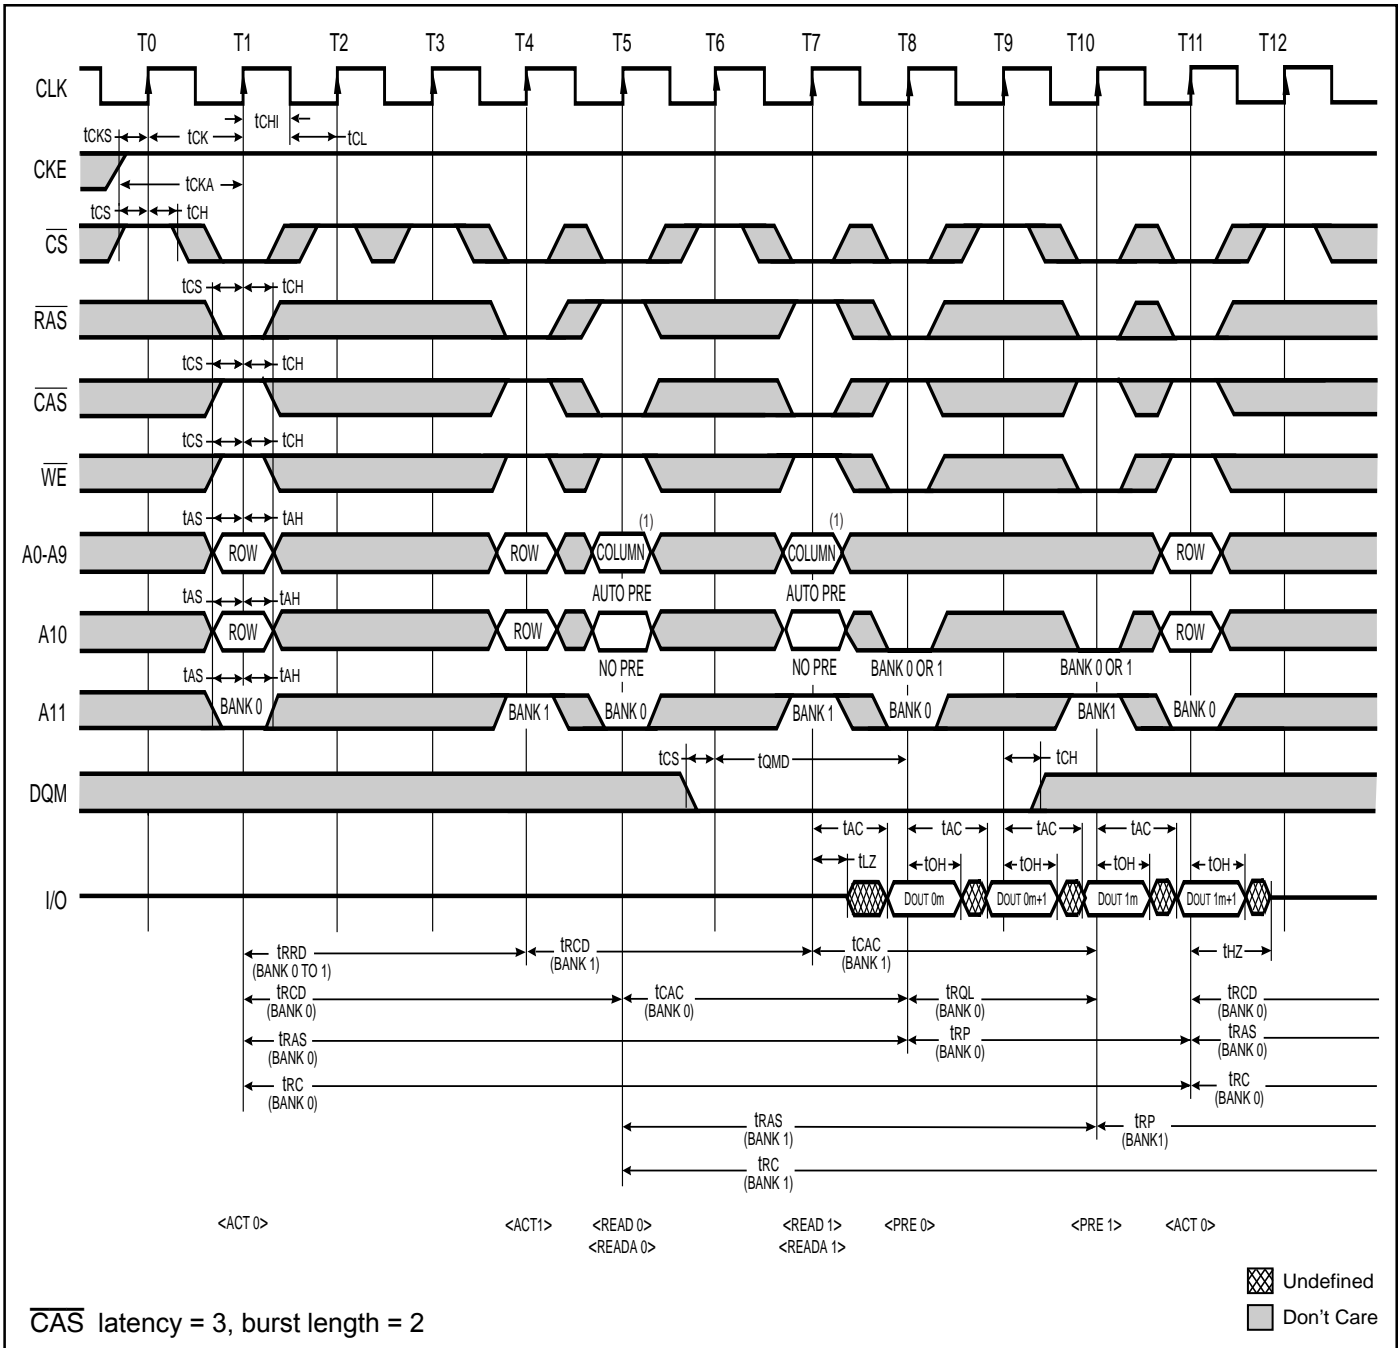 T0 T1 T2 T3 T4 T5 T6 T7 T8 T9 T10 T11 T12
CLK
tCHI
tCKS tCK tCL
CKE
tCKA
tCS tCH
CS
tCS tCH
RAS
tCS tCH
CAS
tCS tCH
WE
tAS tAH (1) (1)
A0-A9 ROW ROW COLUMN COLUMN ROW
AUTO PRE AUTO PRE
tAS tAH
A10 ROW ROW ROW
NO PRE NO PRE BANK 0 OR 1 BANK 0 OR 1
tAS tAH
A11 BANK 0 BANK 1 BANK 0 BANK 1 BANK 0 BANK1 BANK 0
tCS tQMD tCH
DQM
tAC tAC tAC tAC
tLZ tOH tOH tOH tOH
I/O DOUT 0m DOUT 0m+1 DOUT 1m DOUT 1m+1
tRRD tRCD tCAC tHZ
(BANK 0 TO 1) (BANK 1) (BANK 1)
tRCD tCAC tRQL tRCD
(BANK 0) (BANK 0) (BANK 0) (BANK 0)
tRAS tRP tRAS
(BANK 0) (BANK 0) (BANK 0)
tRC tRC
(BANK 0) (BANK 0)
tRAS tRP
(BANK 1) (BANK1)
tRC
(BANK 1)
<ACT 0> <ACT1> <READ 0> <READ 1> <PRE 0> <PRE 1> <ACT 0>
<READA 0> <READA 1>
Undefined
Don't Care
CAS latency = 3, burst length = 2